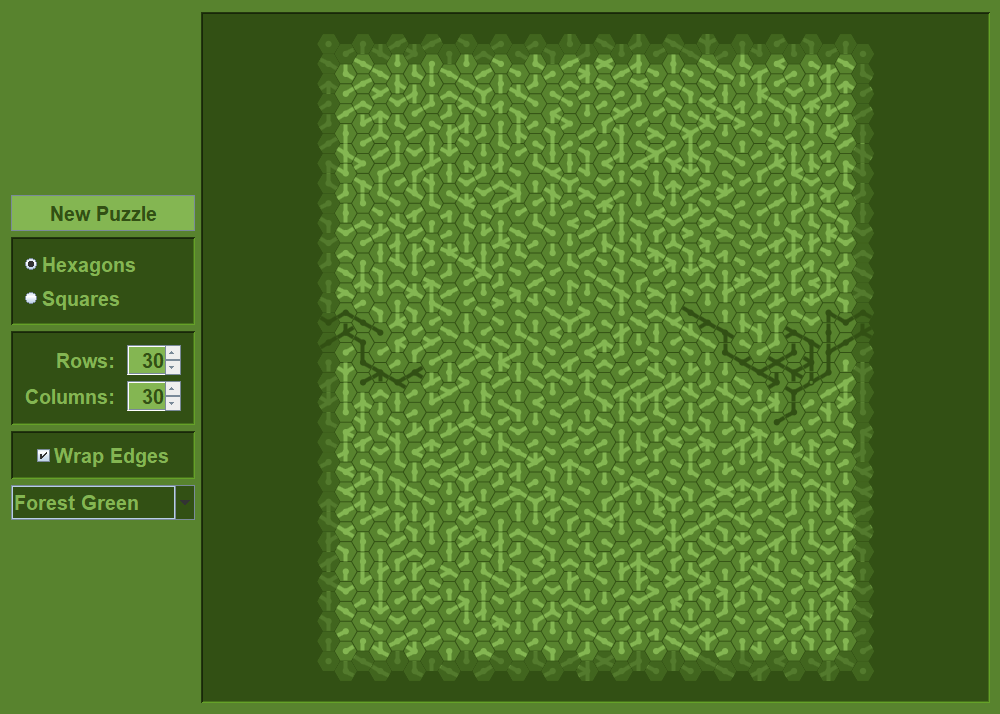 New Puzzle
Hexagons
Squares
Rows: 30
Columns: 30
Wrap Edges
Forest Green